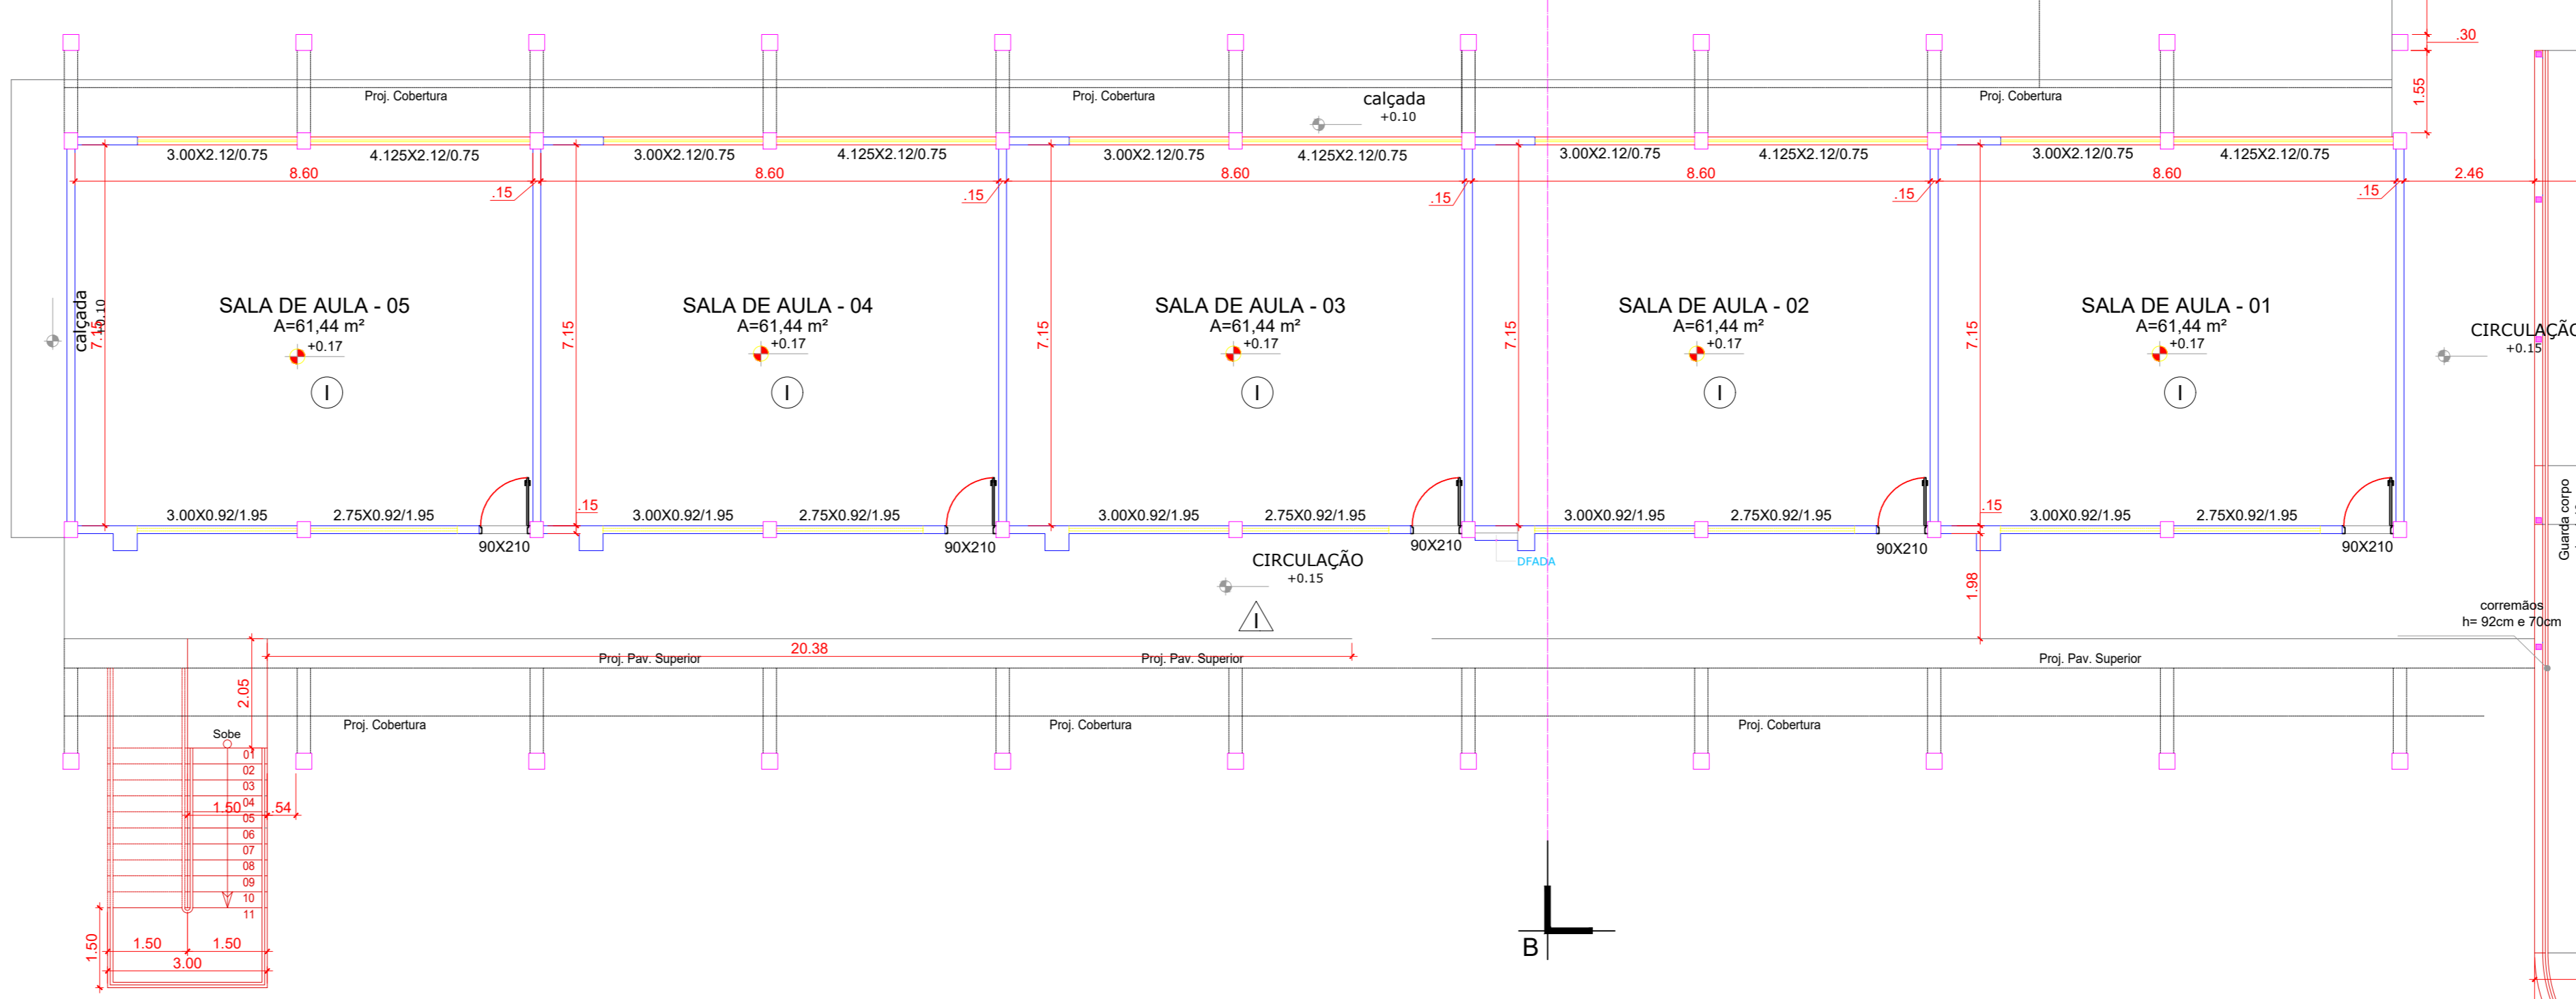 .30
1.55
Proj. Cobertura
Proj. Cobertura
calçada
+0.10
Proj. Cobertura
3.00X2.12/0.75
4.125X2.12/0.75
3.00X2.12/0.75
4.125X2.12/0.75
3.00X2.12/0.75
4.125X2.12/0.75
3.00X2.12/0.75
4.125X2.12/0.75
3.00X2.12/0.75
4.125X2.12/0.75
8.60
8.60
8.60
8.60
8.60
2.46
.15
.15
.15
.15
.15
calçada
+0.10
7.15
SALA DE AULA - 05
A=61,44 m²
+0.17
I
7.15
SALA DE AULA - 04
A=61,44 m²
+0.17
I
7.15
SALA DE AULA - 03
A=61,44 m²
+0.17
I
7.15
SALA DE AULA - 02
A=61,44 m²
+0.17
I
7.15
SALA DE AULA - 01
A=61,44 m²
+0.17
I
CIRCULAÇÃO
+0.15
3.00X0.92/1.95
2.75X0.92/1.95
90X210
.15
3.00X0.92/1.95
2.75X0.92/1.95
90X210
3.00X0.92/1.95
2.75X0.92/1.95
90X210
3.00X0.92/1.95
2.75X0.92/1.95
90X210
.15
3.00X0.92/1.95
2.75X0.92/1.95
90X210
Guarda corpo
DFADA
CIRCULAÇÃO
+0.15
I
1.98
corremãos
h= 92cm e 70cm
20.38
Proj. Pav. Superior
Proj. Pav. Superior
Proj. Pav. Superior
2.05
Proj. Cobertura
Proj. Cobertura
Proj. Cobertura
Sobe
01
02
03
04
05
06
07
08
09
10
11
1.50
.54
1.50
1.50
1.50
3.00
B